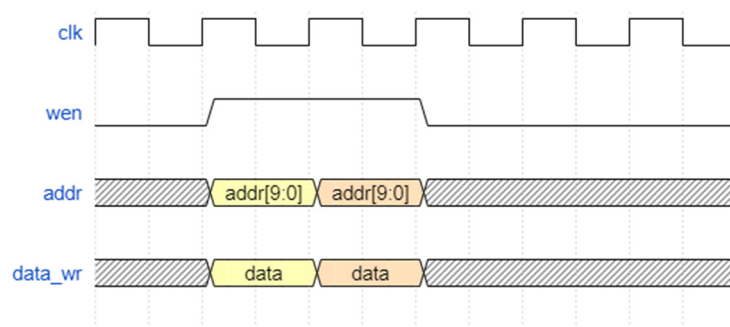 clk
wen
addr addr[9:0] addr[9:0]
data_wr data data